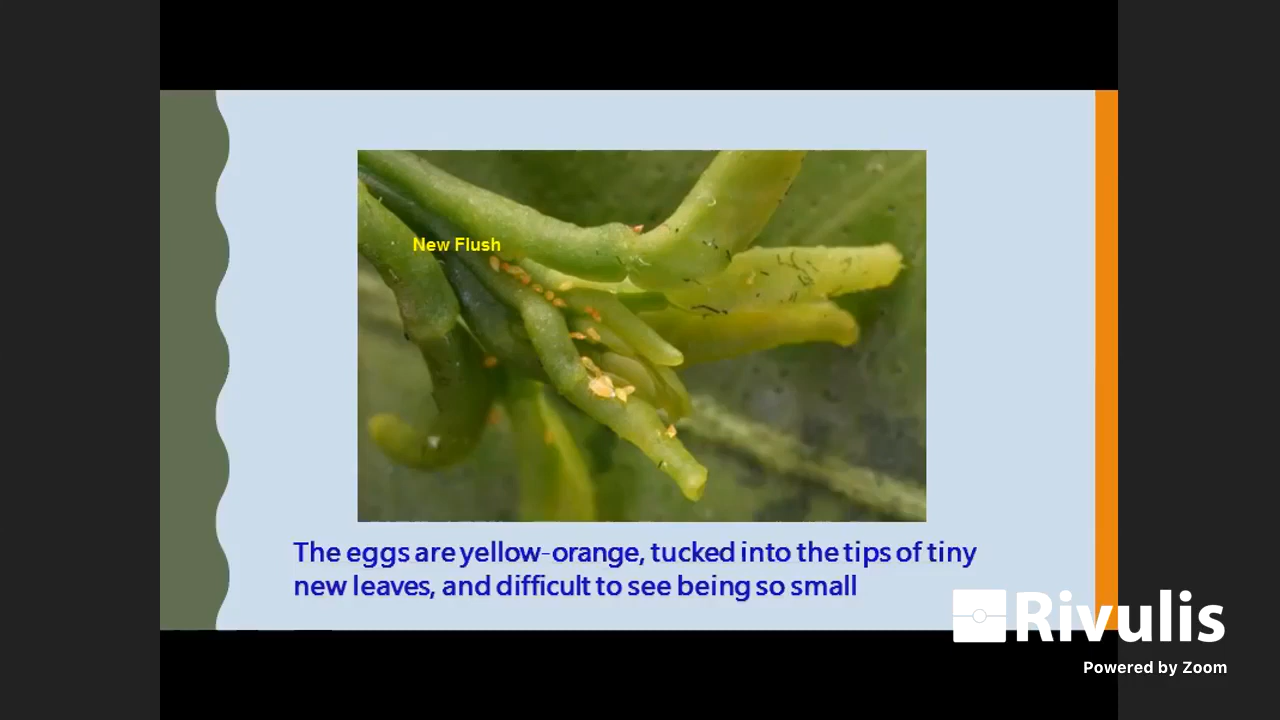 New Flush
The eggs are yellow-orange, tucked into the tips of tiny
new leaves, and difficult to see being so small
Rivulis
Powered by Zoom